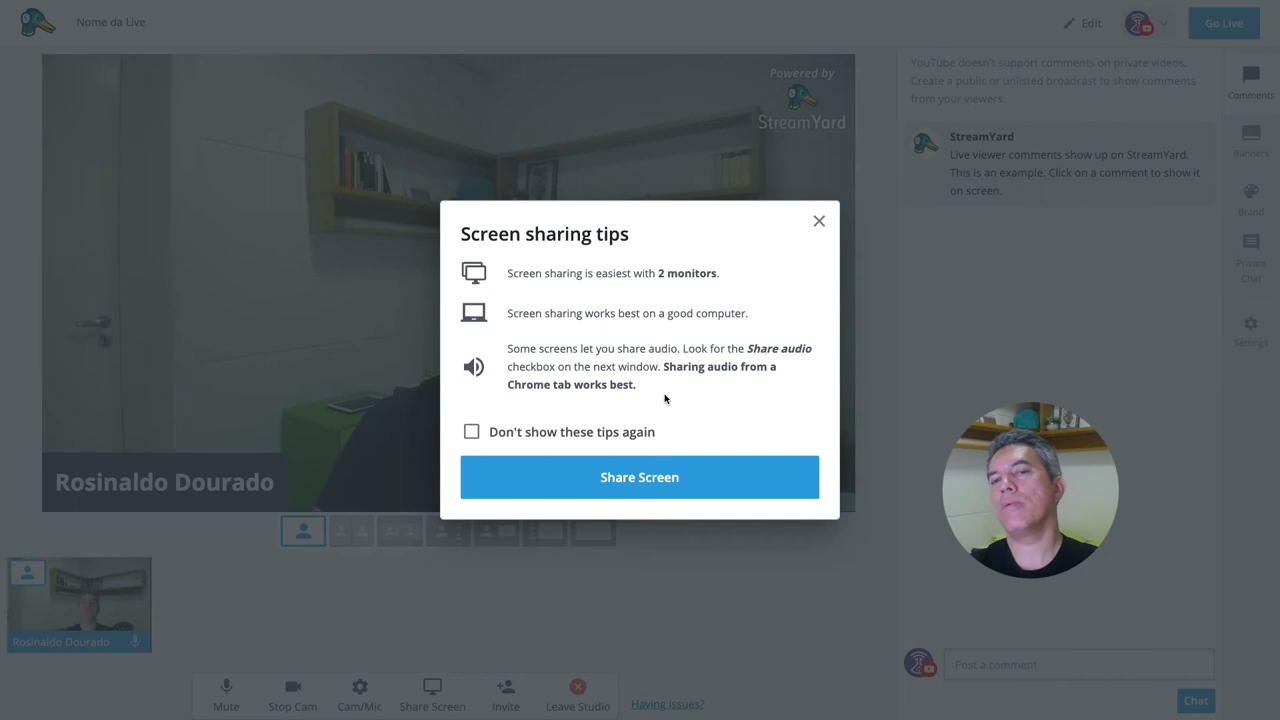 Nome da Live
Edit
Go Live
Powered by
StreamYard
YouTube doesn't support comments on private videos.
Create a public or unlisted broadcast to show comments
from your viewers.
StreamYard
Live viewer comments show up on StreamYard.
This is an example. Click on a comment to show it
on screen.
Comments
Banners
Brand
Private
Chat
Settings
Screen sharing tips
Screen sharing is easiest with 2 monitors.
Screen sharing works best on a good computer.
Some screens let you share audio. Look for the Share audio
checkbox on the next window. Sharing audio from a
Chrome tab works best.
Don't show these tips again
Share Screen
Rosinaldo Dourado
Rosinaldo Dourado
Post a comment
Chat
Mute
Stop Cam
Cam/Mic
Share Screen
Invite
Leave Studio
Having issues?